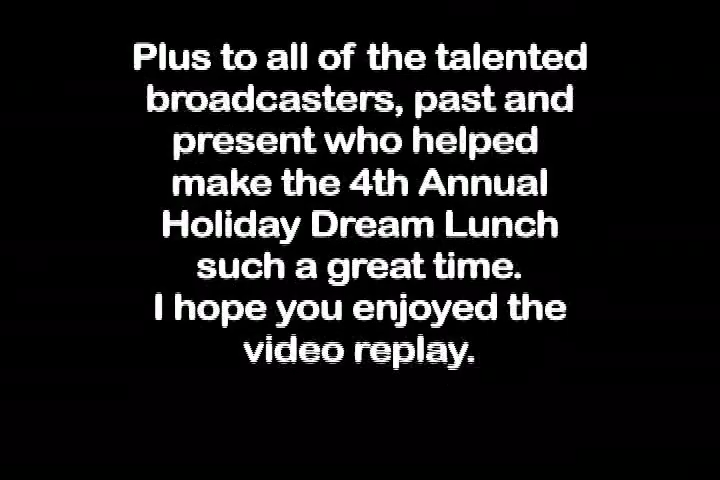 Plus to all of the talented
broadcasters, past and
present who helped
make the 4th Annual
Holiday Dream Lunch
such a great time.
I hope you enjoyed the
video replay.